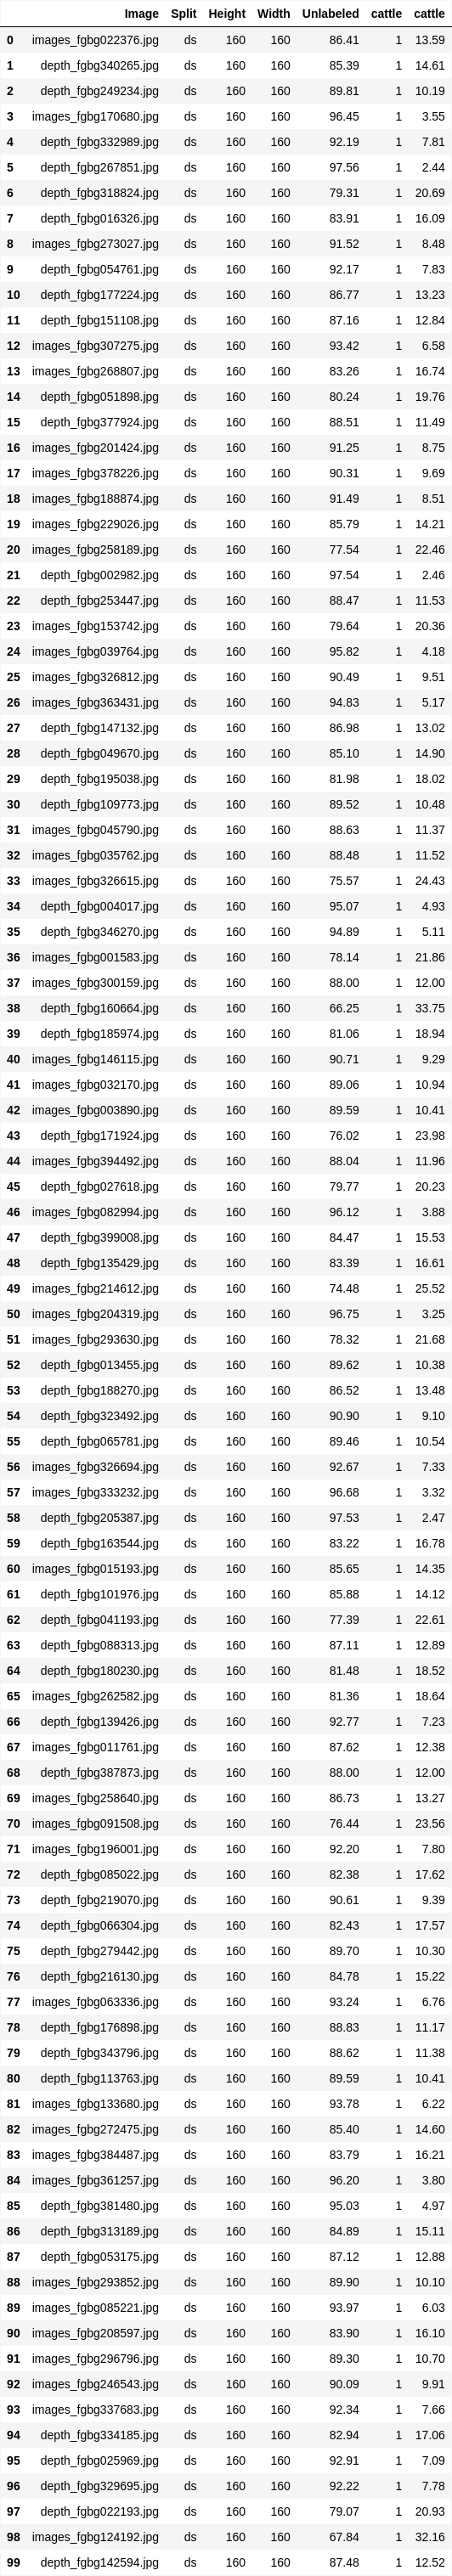 Image Split Height Width Unlabeled cattle cattle
0 images_fgbg022376.jpg ds 160 160 86.41 1 13.59
1 depth_fgbg340265.jpg ds 160 160 85.39 1 14.61
2 depth_fgbg249234.jpg ds 160 160 89.81 1 10.19
3 images_fgbg170680.jpg ds 160 160 96.45 1 3.55
4 depth_fgbg332989.jpg ds 160 160 92.19 1 7.81
5 depth_fgbg267851.jpg ds 160 160 97.56 1 2.44
6 depth_fgbg318824.jpg ds 160 160 79.31 1 20.69
7 depth_fgbg016326.jpg ds 160 160 83.91 1 16.09
8 images_fgbg273027.jpg ds 160 160 91.52 1 8.48
9 depth_fgbg054761.jpg ds 160 160 92.17 1 7.83
10 depth_fgbg177224.jpg ds 160 160 86.77 1 13.23
11 depth_fgbg151108.jpg ds 160 160 87.16 1 12.84
12 images_fgbg307275.jpg ds 160 160 93.42 1 6.58
13 images_fgbg268807.jpg ds 160 160 83.26 1 16.74
14 depth_fgbg051898.jpg ds 160 160 80.24 1 19.76
15 depth_fgbg377924.jpg ds 160 160 88.51 1 11.49
16 images_fgbg201424.jpg ds 160 160 91.25 1 8.75
17 images_fgbg378226.jpg ds 160 160 90.31 1 9.69
18 images_fgbg188874.jpg ds 160 160 91.49 1 8.51
19 images_fgbg229026.jpg ds 160 160 85.79 1 14.21
20 images_fgbg258189.jpg ds 160 160 77.54 1 22.46
21 depth_fgbg002982.jpg ds 160 160 97.54 1 2.46
22 depth_fgbg253447.jpg ds 160 160 88.47 1 11.53
23 images_fgbg153742.jpg ds 160 160 79.64 1 20.36
24 images_fgbg039764.jpg ds 160 160 95.82 1 4.18
25 images_fgbg326812.jpg ds 160 160 90.49 1 9.51
26 images_fgbg363431.jpg ds 160 160 94.83 1 5.17
27 depth_fgbg147132.jpg ds 160 160 86.98 1 13.02
28 depth_fgbg049670.jpg ds 160 160 85.10 1 14.90
29 depth_fgbg195038.jpg ds 160 160 81.98 1 18.02
30 depth_fgbg109773.jpg ds 160 160 89.52 1 10.48
31 images_fgbg045790.jpg ds 160 160 88.63 1 11.37
32 images_fgbg035762.jpg ds 160 160 88.48 1 11.52
33 images_fgbg326615.jpg ds 160 160 75.57 1 24.43
34 depth_fgbg004017.jpg ds 160 160 95.07 1 4.93
35 depth_fgbg346270.jpg ds 160 160 94.89 1 5.11
36 images_fgbg001583.jpg ds 160 160 78.14 1 21.86
37 images_fgbg300159.jpg ds 160 160 88.00 1 12.00
38 depth_fgbg160664.jpg ds 160 160 66.25 1 33.75
39 depth_fgbg185974.jpg ds 160 160 81.06 1 18.94
40 images_fgbg146115.jpg ds 160 160 90.71 1 9.29
41 images_fgbg032170.jpg ds 160 160 89.06 1 10.94
42 images_fgbg003890.jpg ds 160 160 89.59 1 10.41
43 depth_fgbg171924.jpg ds 160 160 76.02 1 23.98
44 images_fgbg394492.jpg ds 160 160 88.04 1 11.96
45 depth_fgbg027618.jpg ds 160 160 79.77 1 20.23
46 images_fgbg082994.jpg ds 160 160 96.12 1 3.88
47 depth_fgbg399008.jpg ds 160 160 84.47 1 15.53
48 depth_fgbg135429.jpg ds 160 160 83.39 1 16.61
49 images_fgbg214612.jpg ds 160 160 74.48 1 25.52
50 images_fgbg204319.jpg ds 160 160 96.75 1 3.25
51 images_fgbg293630.jpg ds 160 160 78.32 1 21.68
52 depth_fgbg013455.jpg ds 160 160 89.62 1 10.38
53 depth_fgbg188270.jpg ds 160 160 86.52 1 13.48
54 depth_fgbg323492.jpg ds 160 160 90.90 1 9.10
55 depth_fgbg065781.jpg ds 160 160 89.46 1 10.54
56 images_fgbg326694.jpg ds 160 160 92.67 1 7.33
57 images_fgbg333232.jpg ds 160 160 96.68 1 3.32
58 depth_fgbg205387.jpg ds 160 160 97.53 1 2.47
59 depth_fgbg163544.jpg ds 160 160 83.22 1 16.78
60 images_fgbg015193.jpg ds 160 160 85.65 1 14.35
61 depth_fgbg101976.jpg ds 160 160 85.88 1 14.12
62 depth_fgbg041193.jpg ds 160 160 77.39 1 22.61
63 depth_fgbg088313.jpg ds 160 160 87.11 1 12.89
64 depth_fgbg180230.jpg ds 160 160 81.48 1 18.52
65 images_fgbg262582.jpg ds 160 160 81.36 1 18.64
66 depth_fgbg139426.jpg ds 160 160 92.77 1 7.23
67 images_fgbg011761.jpg ds 160 160 87.62 1 12.38
68 depth_fgbg387873.jpg ds 160 160 88.00 1 12.00
69 images_fgbg258640.jpg ds 160 160 86.73 1 13.27
70 images_fgbg091508.jpg ds 160 160 76.44 1 23.56
71 images_fgbg196001.jpg ds 160 160 92.20 1 7.80
72 depth_fgbg085022.jpg ds 160 160 82.38 1 17.62
73 depth_fgbg219070.jpg ds 160 160 90.61 1 9.39
74 depth_fgbg066304.jpg ds 160 160 82.43 1 17.57
75 depth_fgbg279442.jpg ds 160 160 89.70 1 10.30
76 depth_fgbg216130.jpg ds 160 160 84.78 1 15.22
77 images_fgbg063336.jpg ds 160 160 93.24 1 6.76
78 depth_fgbg176898.jpg ds 160 160 88.83 1 11.17
79 depth_fgbg343796.jpg ds 160 160 88.62 1 11.38
80 depth_fgbg113763.jpg ds 160 160 89.59 1 10.41
81 images_fgbg133680.jpg ds 160 160 93.78 1 6.22
82 images_fgbg272475.jpg ds 160 160 85.40 1 14.60
83 images_fgbg384487.jpg ds 160 160 83.79 1 16.21
84 images_fgbg361257.jpg ds 160 160 96.20 1 3.80
85 depth_fgbg381480.jpg ds 160 160 95.03 1 4.97
86 depth_fgbg313189.jpg ds 160 160 84.89 1 15.11
87 depth_fgbg053175.jpg ds 160 160 87.12 1 12.88
88 images_fgbg293852.jpg ds 160 160 89.90 1 10.10
89 images_fgbg085221.jpg ds 160 160 93.97 1 6.03
90 images_fgbg208597.jpg ds 160 160 83.90 1 16.10
91 images_fgbg296796.jpg ds 160 160 89.30 1 10.70
92 images_fgbg246543.jpg ds 160 160 90.09 1 9.91
93 images_fgbg337683.jpg ds 160 160 92.34 1 7.66
94 depth_fgbg334185.jpg ds 160 160 82.94 1 17.06
95 depth_fgbg025969.jpg ds 160 160 92.91 1 7.09
96 depth_fgbg329695.jpg ds 160 160 92.22 1 7.78
97 depth_fgbg022193.jpg ds 160 160 79.07 1 20.93
98 images_fgbg124192.jpg ds 160 160 67.84 1 32.16
99 depth_fgbg142594.jpg ds 160 160 87.48 1 12.52